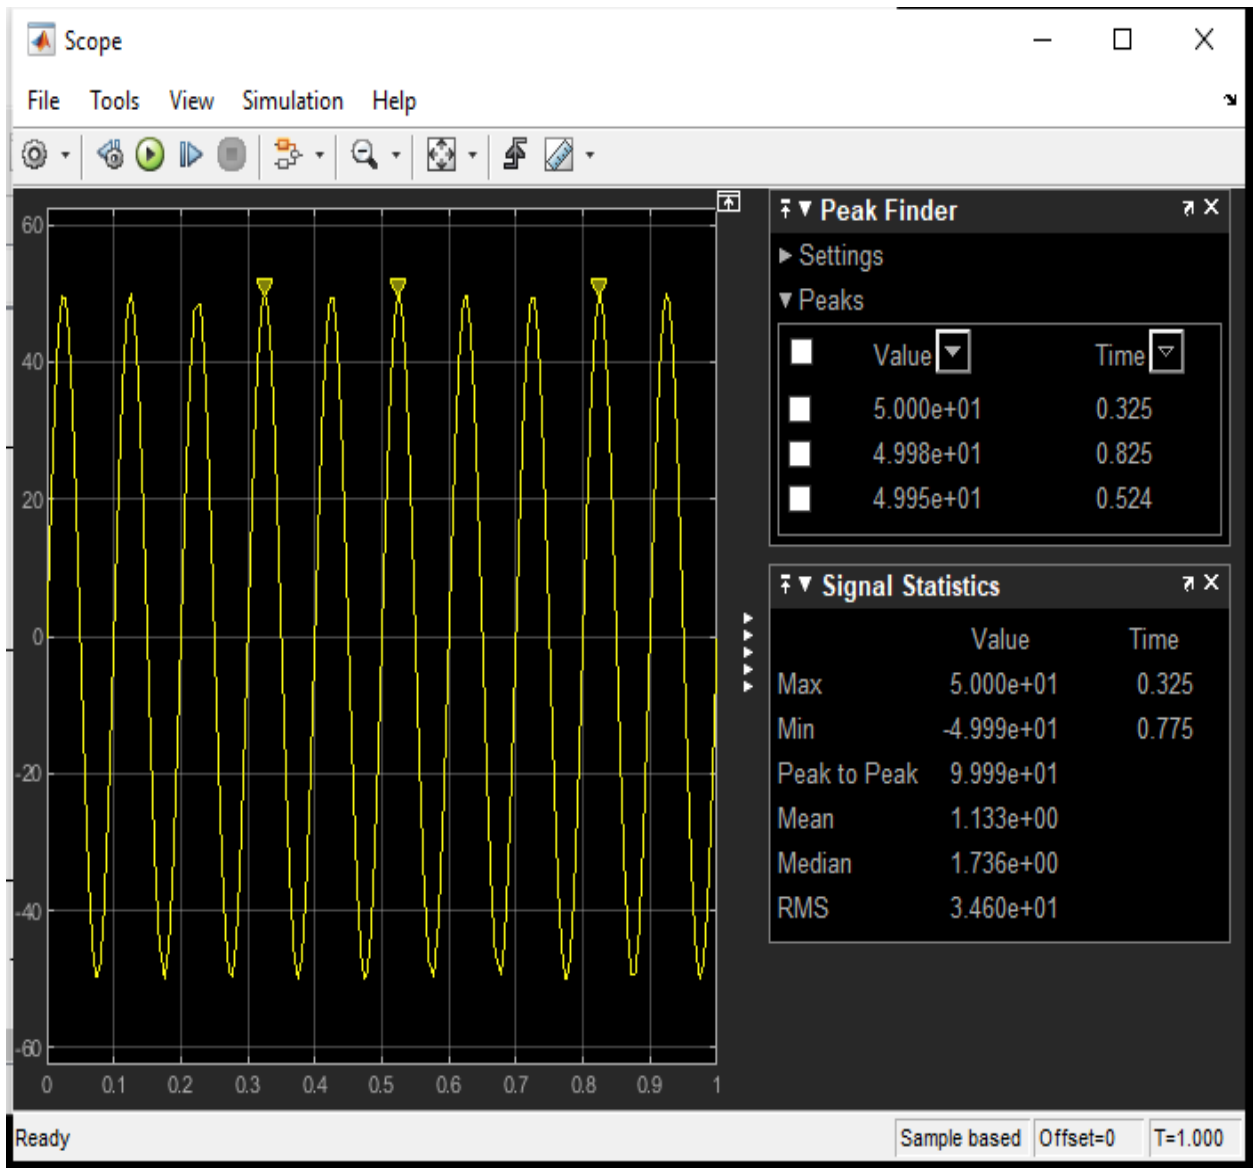 Scope
File Tools View Simulation Help
60
40
20
0
-20
-40
-60
0 0.1 0.2 0.3 0.4 0.5 0.6 0.7 0.8 0.9 1
Peak Finder
Settings
Peaks
Value Time
5.000e+01 0.325
4.998e+01 0.825
4.995e+01 0.524
Signal Statistics
Value Time
Max 5.000e+01 0.325
Min -4.999e+01 0.775
Peak to Peak 9.999e+01
Mean 1.133e+00
Median 1.736e+00
RMS 3.460e+01
Ready Sample based Offset=0 T=1.000